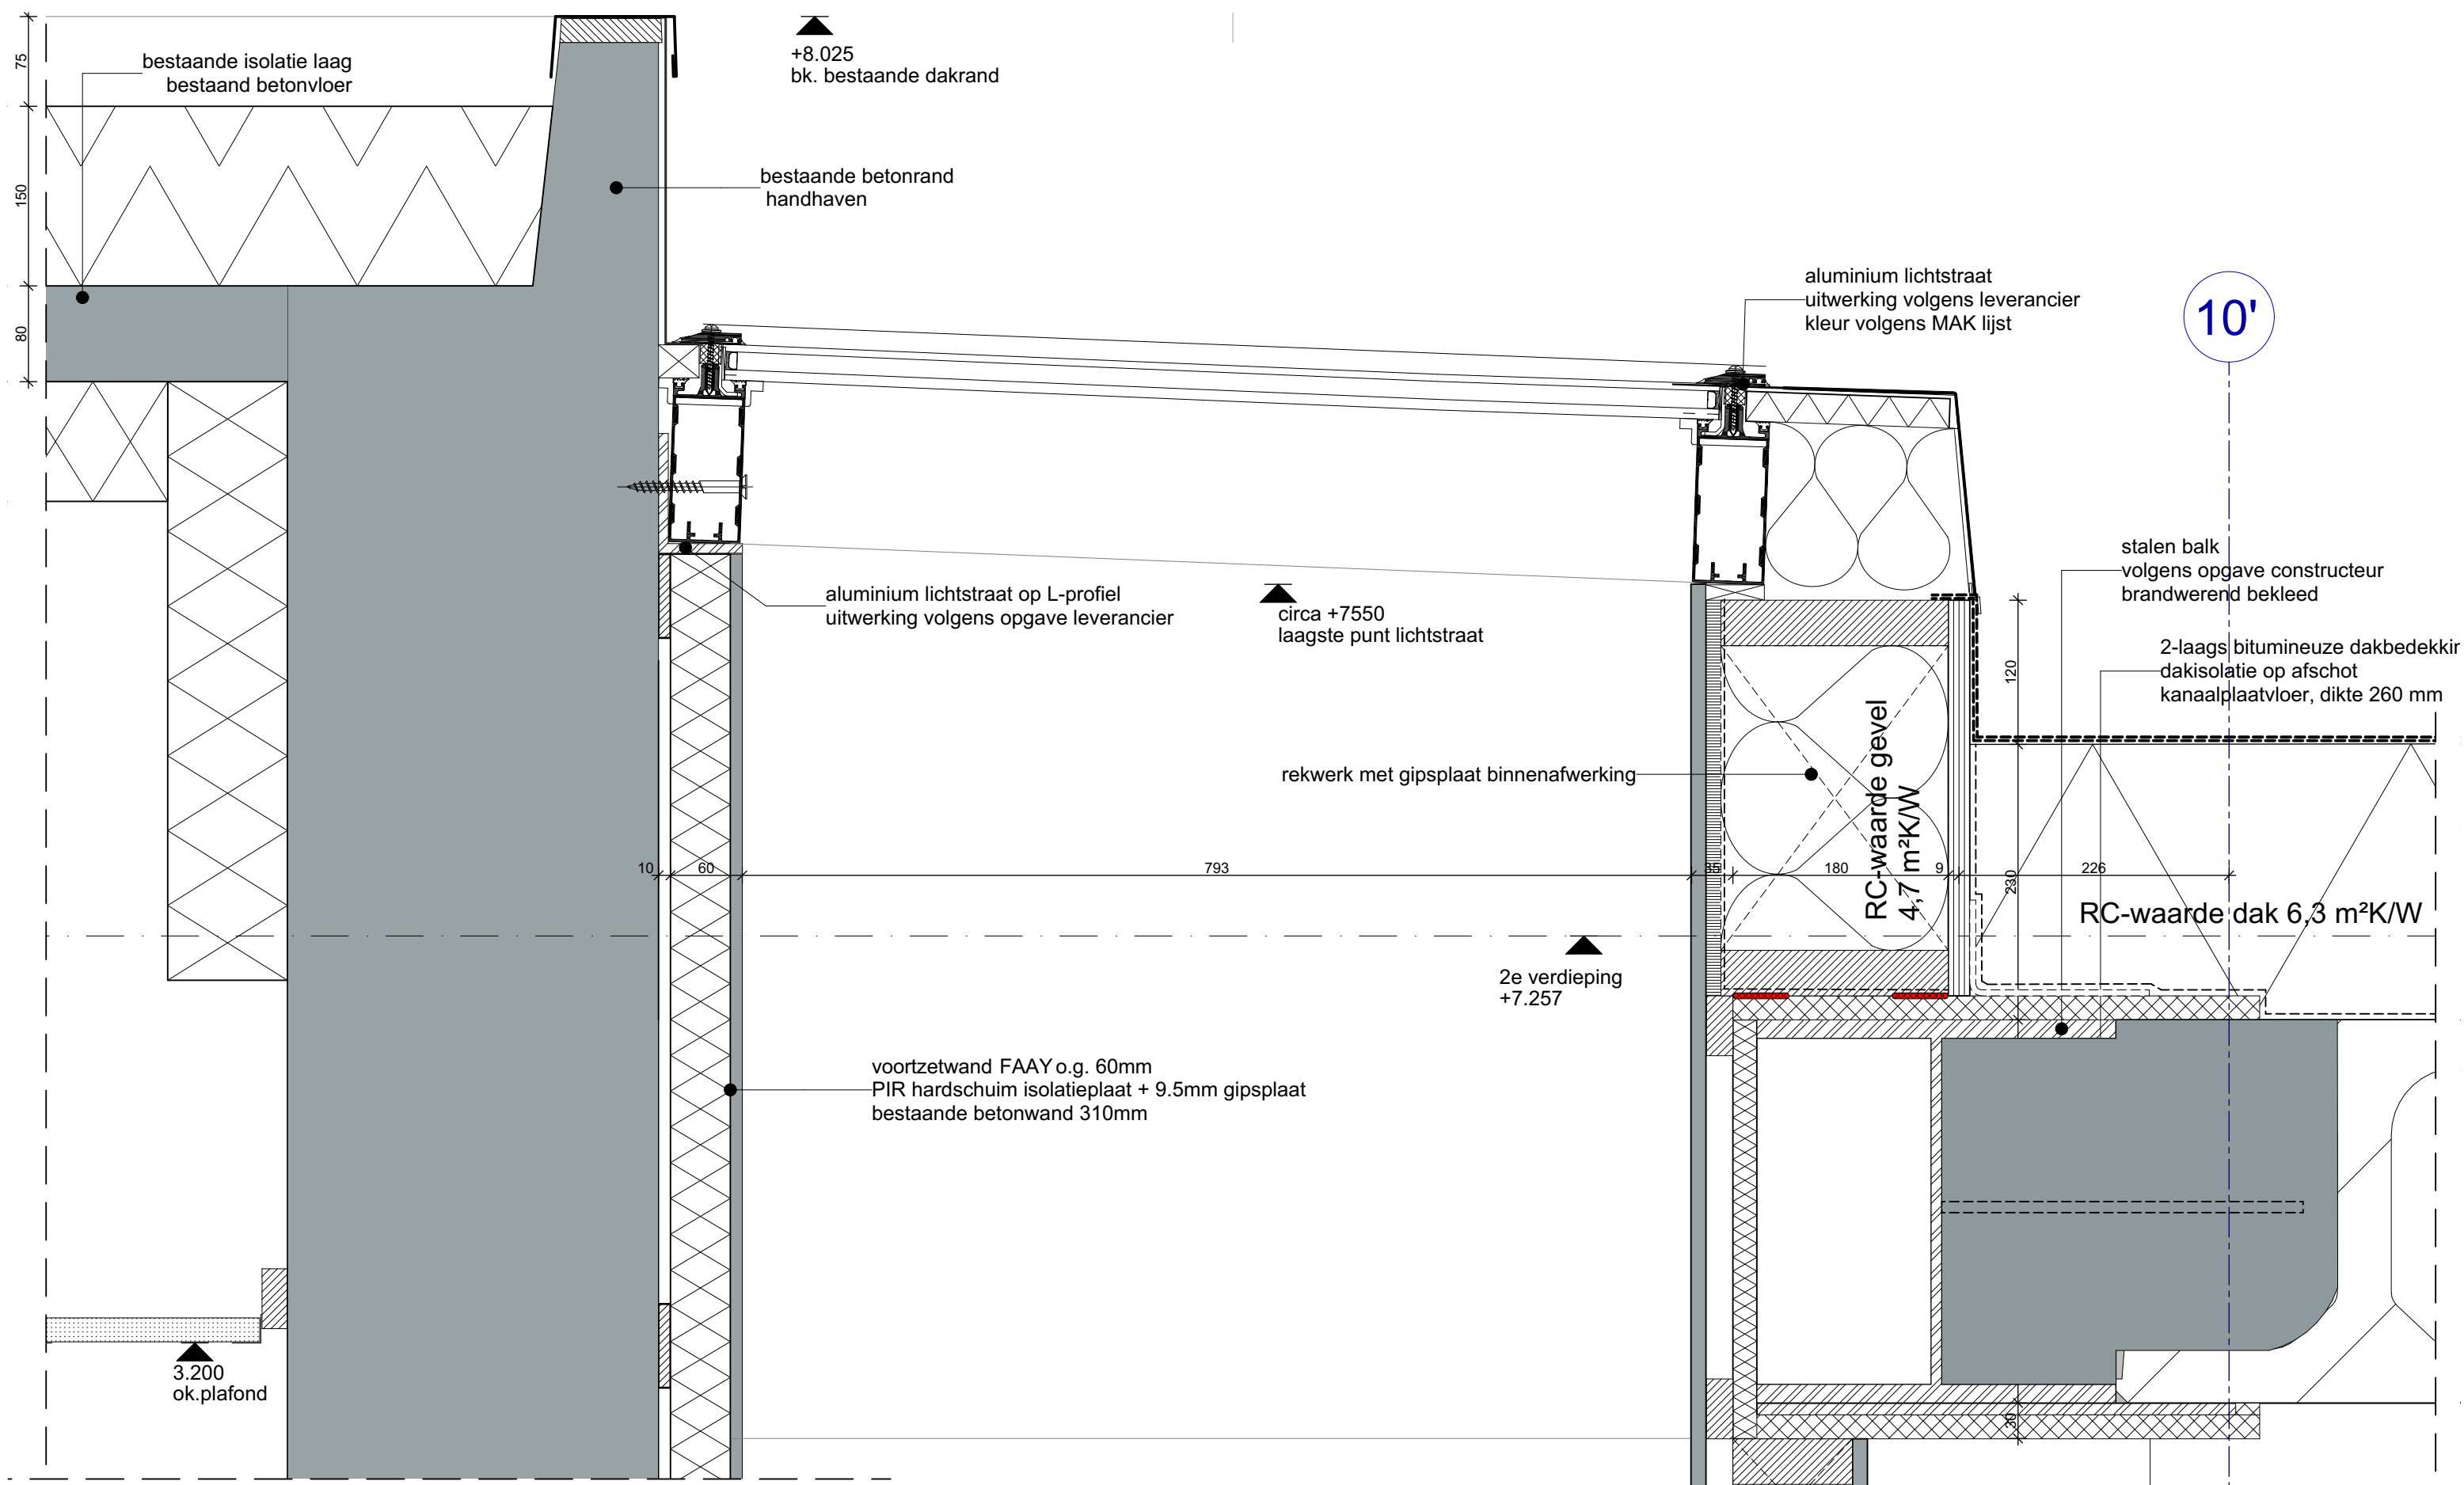 75
150
80
bestaande isolatie laag
bestaand betonvloer
+8.025
bk. bestaande dakrand
bestaande betonrand
handhaven
aluminium lichtstraat
uitwerking volgens leverancier
kleur volgens MAK lijst
10'
aluminium lichtstraat op L-profiel
uitwerking volgens opgave leverancier
circa +7550
laagste punt lichtstraat
stalen balk
volgens opgave constructeur
brandwerend bekleed
2-laags bitumineuze dakbedekkin
dakisolatie op afschot
kanaalplaatvloer, dikte 260 mm
120
rekwerk met gipsplaat binnenafwerking
RC-waarde gevel
4,7 m²K/W
10
60
793
35
180
9
230
226
RC-waarde dak 6,3 m²K/W
2e verdieping
+7.257
voortzetwand FAAY o.g. 60mm
PIR hardschuim isolatieplaat + 9.5mm gipsplaat
bestaande betonwand 310mm
3.200
ok.plafond
30